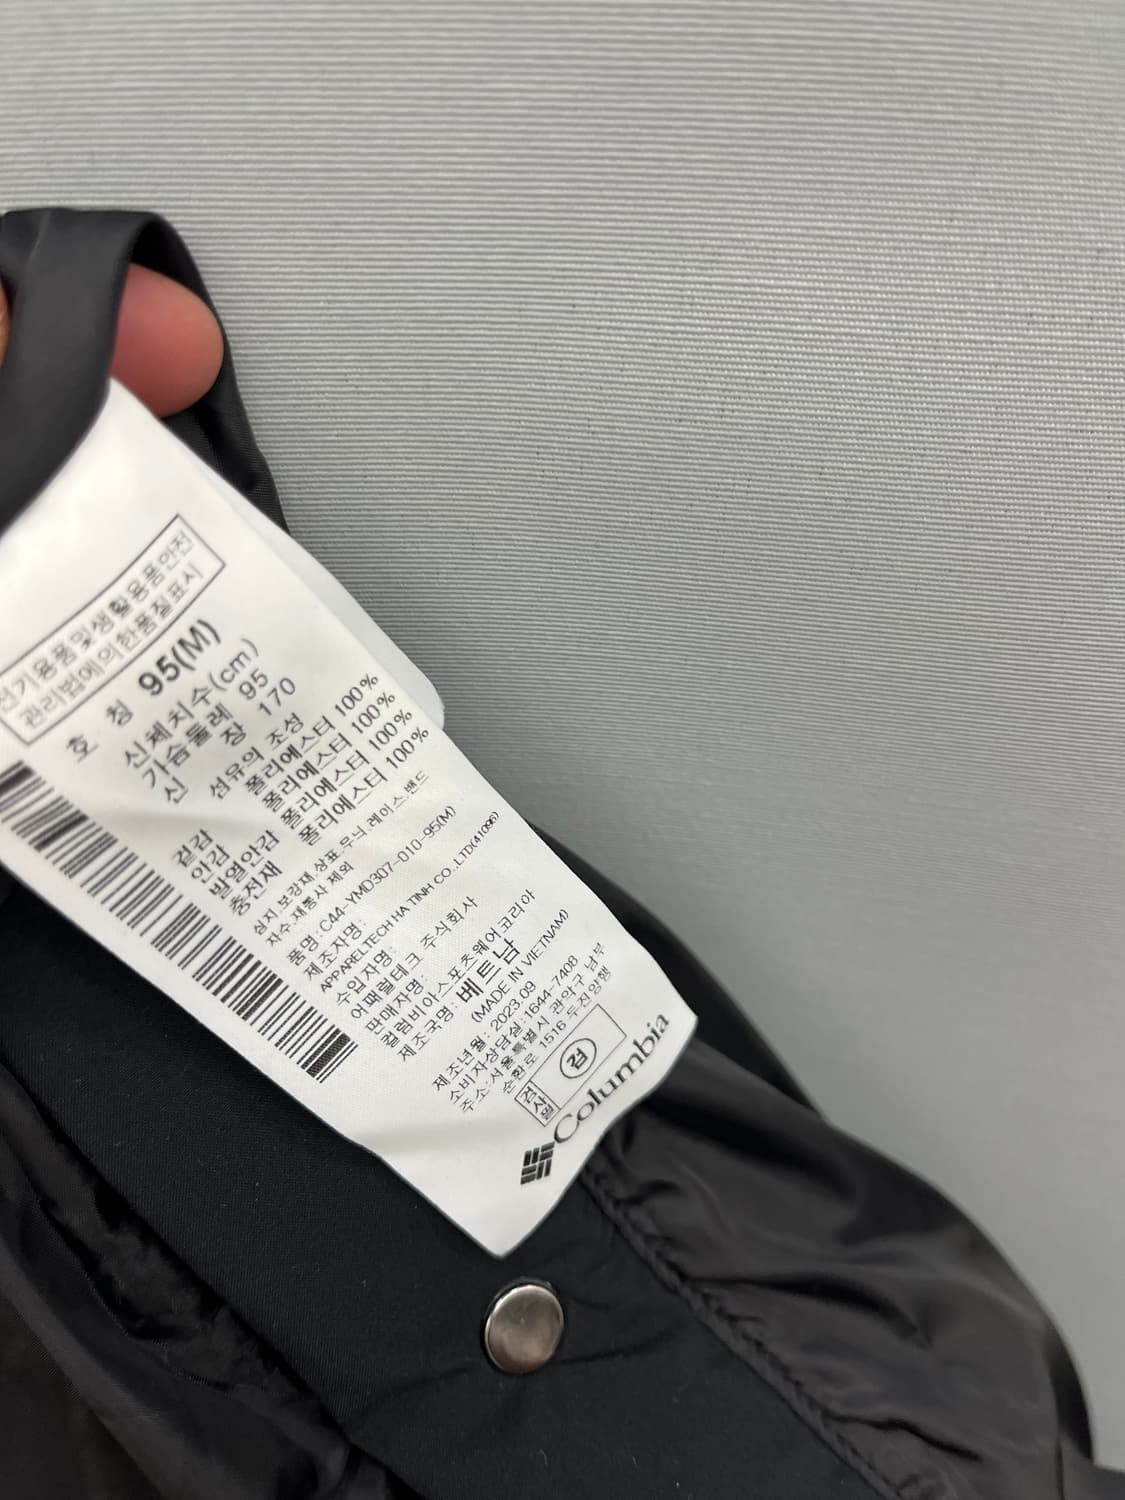 전기용품및생활용품안전
관리법에의한품질표시
호 칭 95(M)
신체치수(cm)
가슴둘레 95
신 장 170
섬유의 조성
겉감 폴리에스터 100%
안감 폴리에스터 100%
발열안감 폴리에스터 100%
충전재 폴리에스터 100%
심지.보강재.상표.무늬.레이스.밴드
자수.재봉사 제외
품명:C44-YMD307-010-95(M)
제조자명:
APPARELTECH HA TINH CO.,LTD(41096)
수입자명:
어패럴테크 주식회사
판매자명:
컬럼비아스포츠웨어코리아
제조국명: 베트남
(MADE IN VIETNAM)
제조년월: 2023.09
소비자상담실:1644-7408
주소:서울특별시 관악구 남부
순환로 1516 두진양행
검사필 검
Columbia